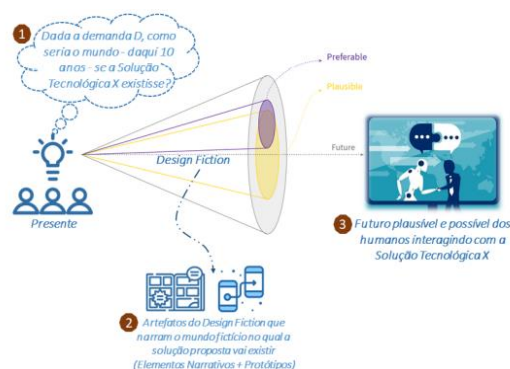 1
Dada a demanda D, como
seria o mundo - daqui 10
anos - se a Solução
Tecnológica X existisse?
Preferable
Plausible
Design Fiction
Future
Presente
3 Futuro plausível e possível dos
humanos interagindo com a
Solução Tecnológica X
2 Artefatos do Design Fiction que
narram o mundo fictício no qual a
solução proposta vai existir
(Elementos Narrativos + Protótipos)